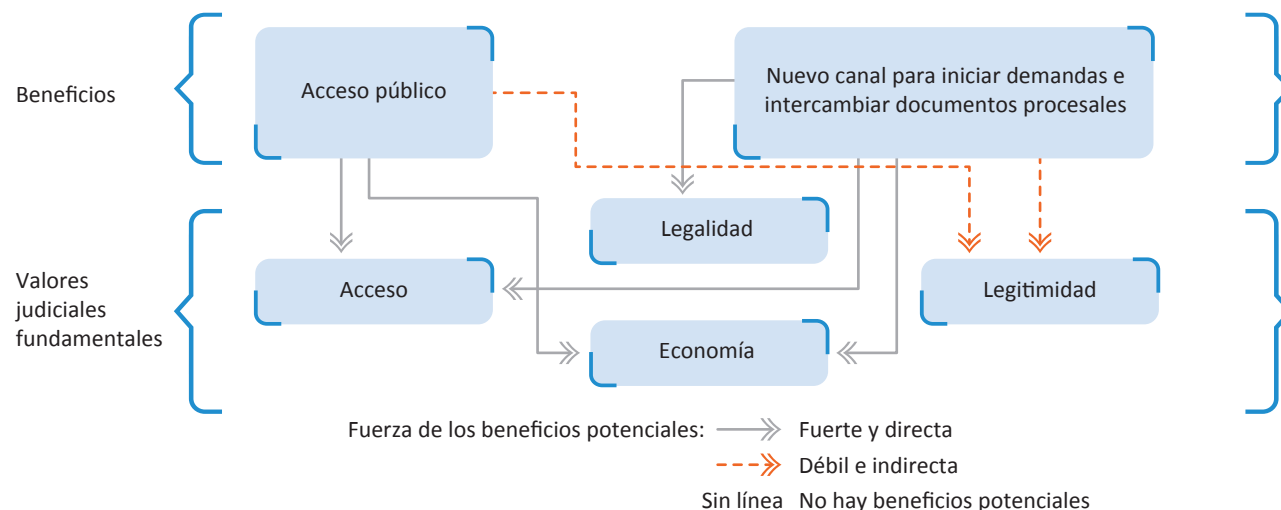 Beneficios
Acceso público
Nuevo canal para iniciar demandas e
intercambiar documentos procesales
Valores
judiciales
fundamentales
Legalidad
Acceso
Legitimidad
Economía
Fuerza de los beneficios potenciales:
Fuerte y directa
Débil e indirecta
Sin línea No hay beneficios potenciales